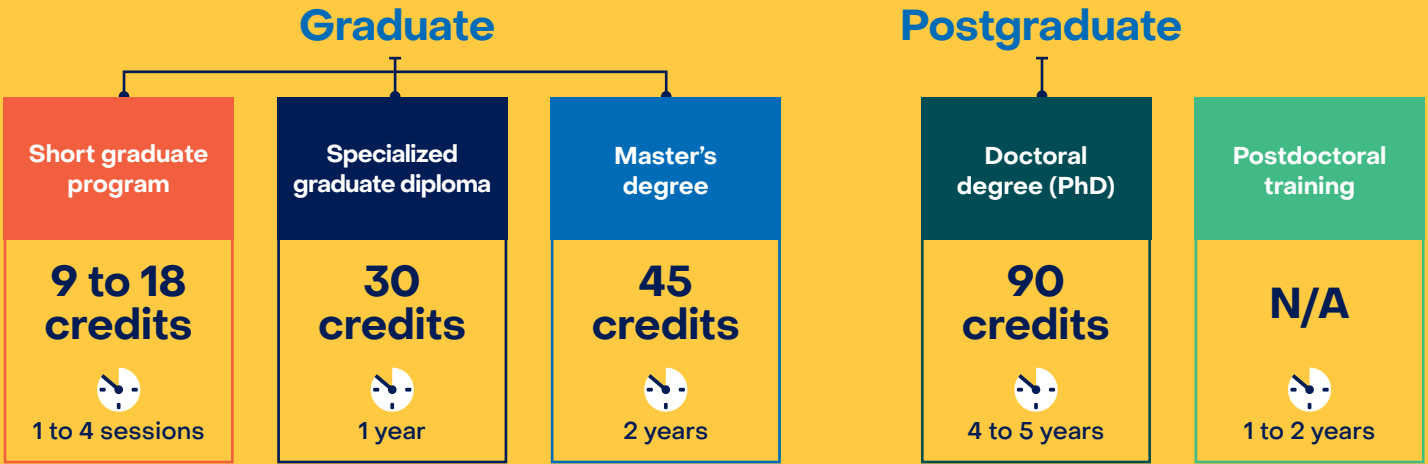 Graduate
Postgraduate
Short graduate
program
Specialized
graduate diploma
Master’s
degree
Doctoral
degree (PhD)
Postdoctoral
training
9 to 18
credits
30
credits
45
credits
90
credits
N/A
1 to 4 sessions
1 year
2 years
4 to 5 years
1 to 2 years